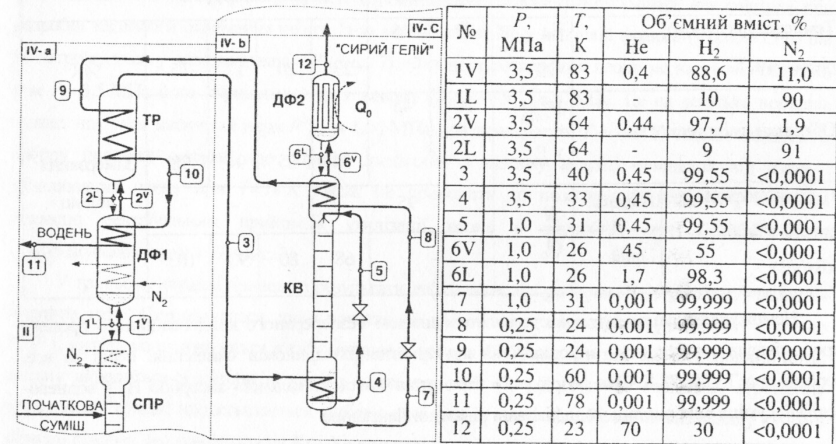 IV- a
IV- b
IV- C
"СИРИЙ ГЕЛІЙ"
12
9
ТР
ДФ2
Q₀
6ᴸ
6ⱽ
10
2ᴸ
2ⱽ
ВОДЕНЬ
ДФ1
3
8
11
5
N₂
КВ
II
1ᴸ
1ⱽ
N₂
4
7
ПОЧАТКОВА
СУМІШ
СПР
№ P, МПа T, К Об’ємний вміст, %
He H₂ N₂
1V 3,5 83 0,4 88,6 11,0
1L 3,5 83 - 10 90
2V 3,5 64 0,44 97,7 1,9
2L 3,5 64 - 9 91
3 3,5 40 0,45 99,55 <0,0001
4 3,5 33 0,45 99,55 <0,0001
5 1,0 31 0,45 99,55 <0,0001
6V 1,0 26 45 55 <0,0001
6L 1,0 26 1,7 98,3 <0,0001
7 1,0 31 0,001 99,999 <0,0001
8 0,25 24 0,001 99,999 <0,0001
9 0,25 24 0,001 99,999 <0,0001
10 0,25 60 0,001 99,999 <0,0001
11 0,25 78 0,001 99,999 <0,0001
12 0,25 23 70 30 <0,0001